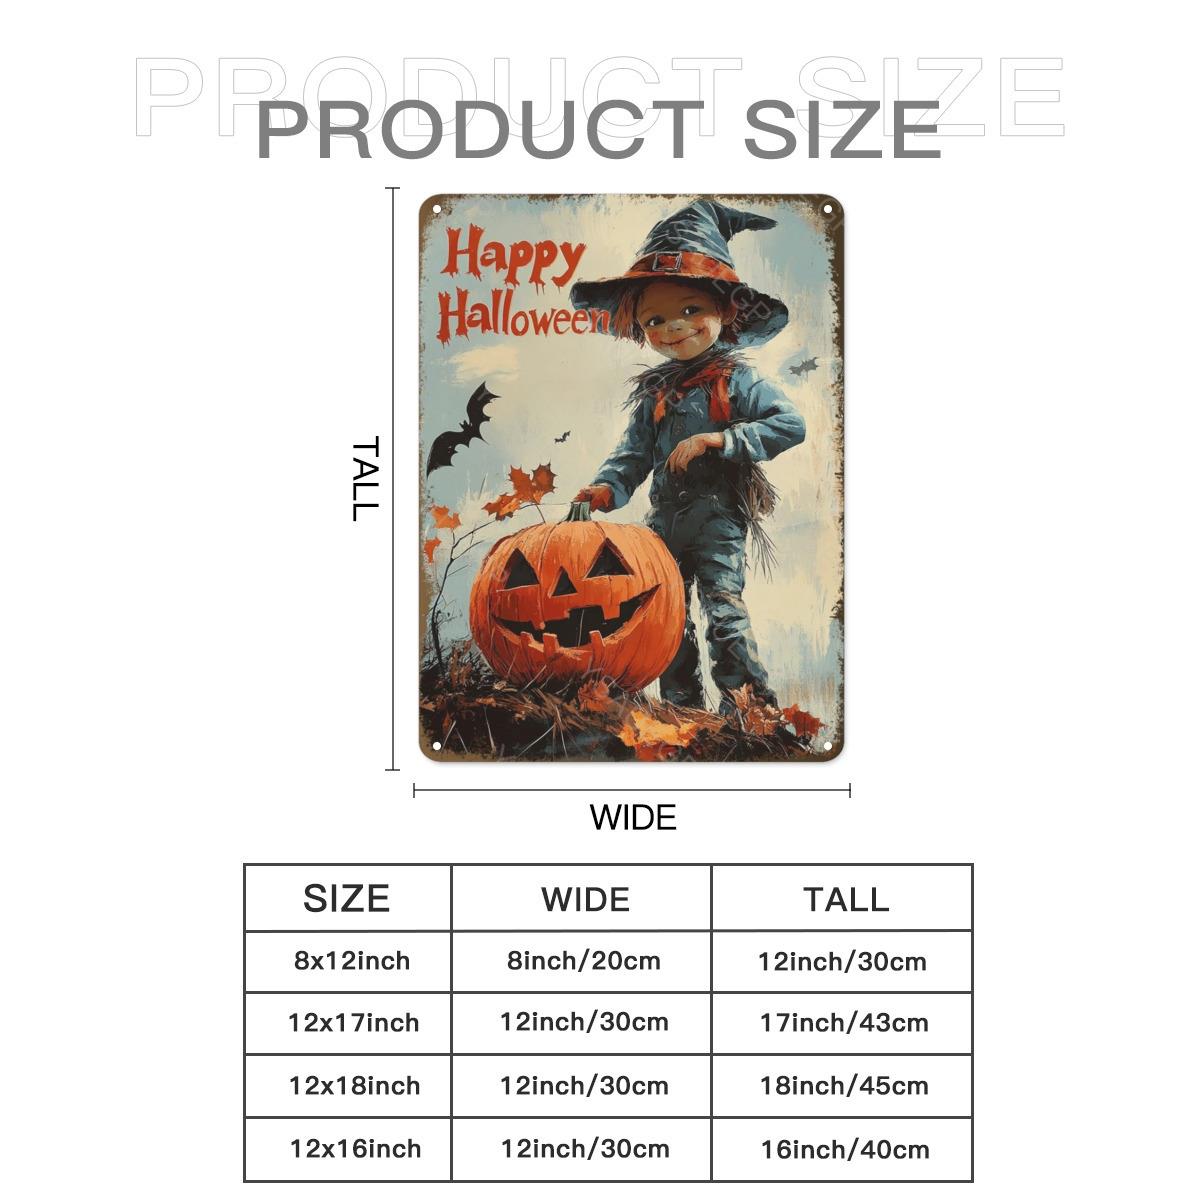 PRODUCT SIZE
PRODUCT SIZE
Happy
Halloween
TALL
WIDE
SIZE WIDE TALL
8x12inch 8inch/20cm 12inch/30cm
12x17inch 12inch/30cm 17inch/43cm
12x18inch 12inch/30cm 18inch/45cm
12x16inch 12inch/30cm 16inch/40cm